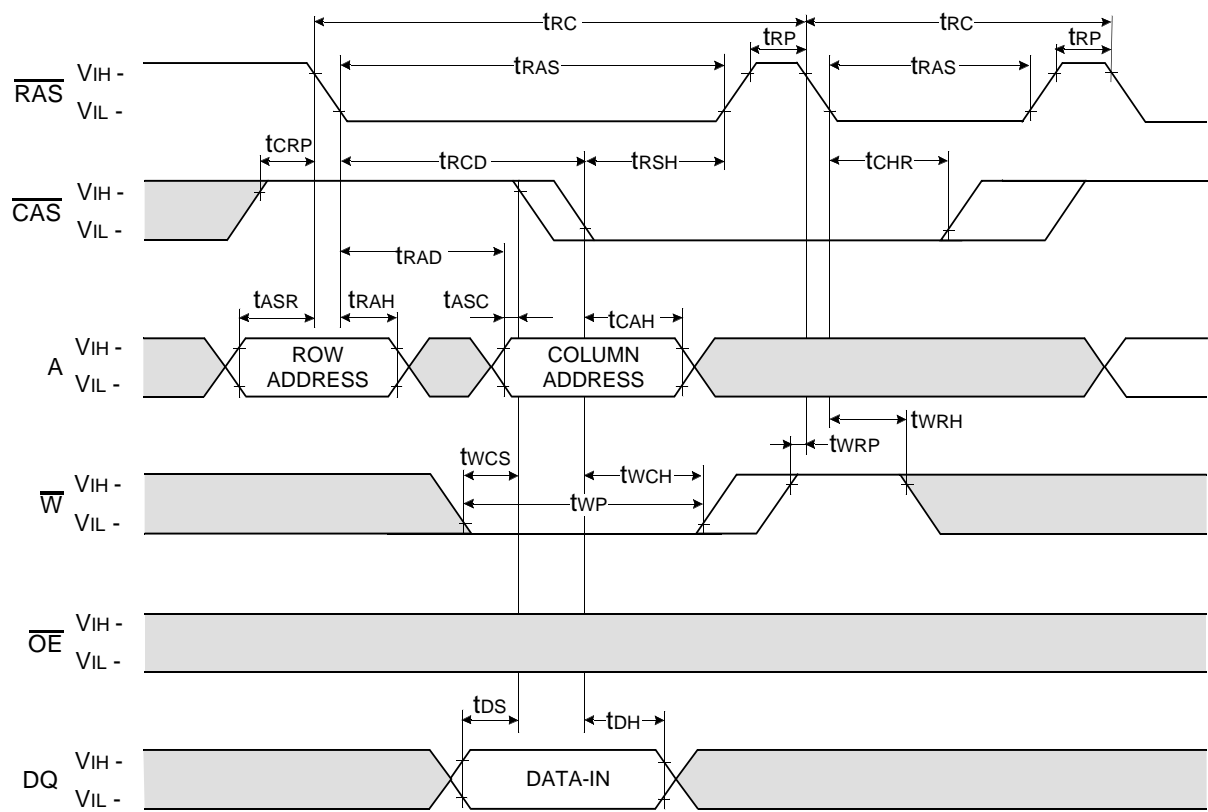 tRC tRC
tRP tRP
RAS VIH - VIL - tRAS tRAS
tCRP tRCD tRSH tCHR
CAS VIH - VIL -
tRAD
tASR tRAH tASC tCAH
A VIH - VIL - ROW ADDRESS COLUMN ADDRESS
tWRH
tWRP
tWCS tWCH
W VIH - VIL - tWP
OE VIH - VIL -
tDS tDH
DQ VIH - VIL - DATA-IN